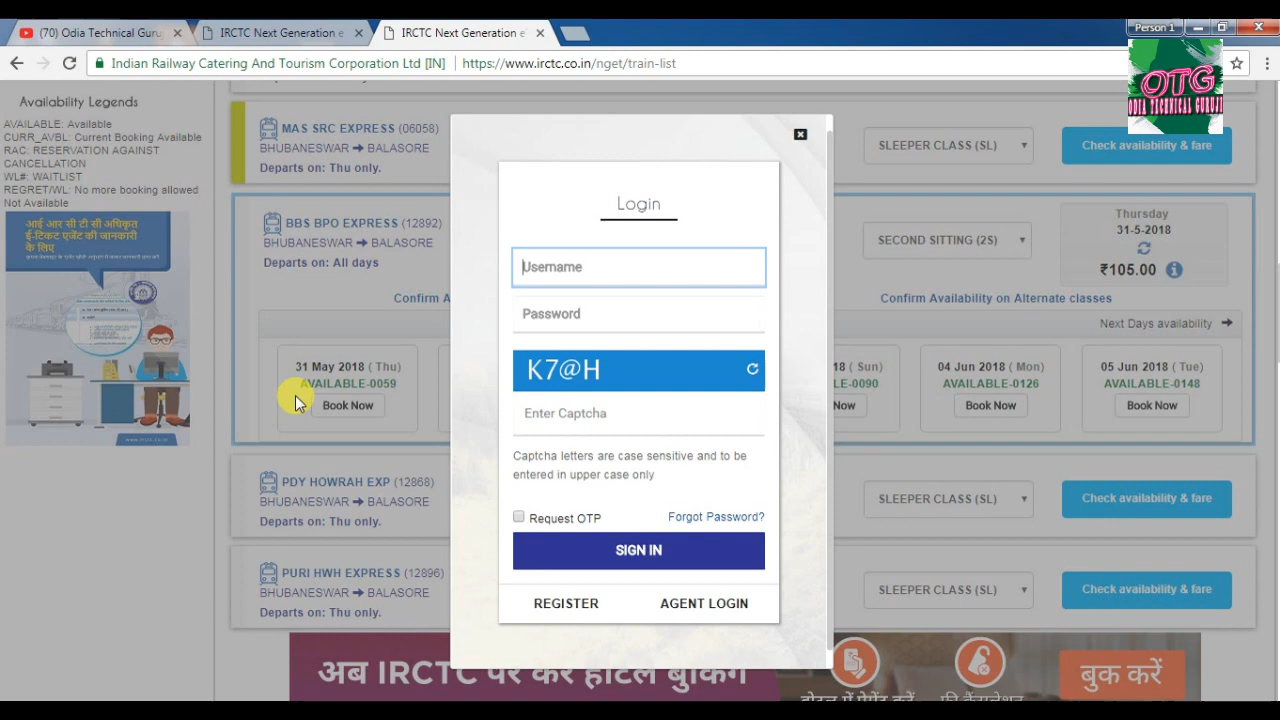 (70) Odia Technical Guru
IRCTC Next Generation e
IRCTC Next Generation e
Person 1
Indian Railway Catering And Tourism Corporation Ltd [IN]
https://www.irctc.co.in/nget/train-list
OTG
ODIA TECHNICAL GURUJI
Availability Legends
AVAILABLE: Available
CURR_AVBL: Current Booking Available
RAC: RESERVATION AGAINST
CANCELLATION
WL#: WAITLIST
REGRET/WL: No more booking allowed
Not Available
आई आर सी टी सी अधिकृत
ई-टिकट एजेंट की जानकारी
के लिए
MAS SRC EXPRESS (06058)
BHUBANESWAR ➔ BALASORE
Departs on: Thu only.
SLEEPER CLASS (SL)
Check availability & fare
BBS BPO EXPRESS (12892)
BHUBANESWAR ➔ BALASORE
Departs on: All days
SECOND SITTING (2S)
Thursday
31-5-2018
₹105.00
Confirm A
Confirm Availability on Alternate classes
Next Days availability
31 May 2018 ( Thu)
AVAILABLE-0059
Book Now
18 ( Sun)
LE-0090
Now
04 Jun 2018 ( Mon)
AVAILABLE-0126
Book Now
05 Jun 2018 ( Tue)
AVAILABLE-0148
Book Now
PDY HOWRAH EXP (12868)
BHUBANESWAR ➔ BALASORE
Departs on: Thu only.
SLEEPER CLASS (SL)
Check availability & fare
PURI HWH EXPRESS (12896)
BHUBANESWAR ➔ BALASORE
Departs on: Thu only.
SLEEPER CLASS (SL)
Check availability & fare
Login
Username
Password
K7@H
Enter Captcha
Captcha letters are case sensitive and to be
entered in upper case only
Request OTP
Forgot Password?
SIGN IN
REGISTER
AGENT LOGIN
अब IRCTC पर करें होटल बुकिंग
बुक करें